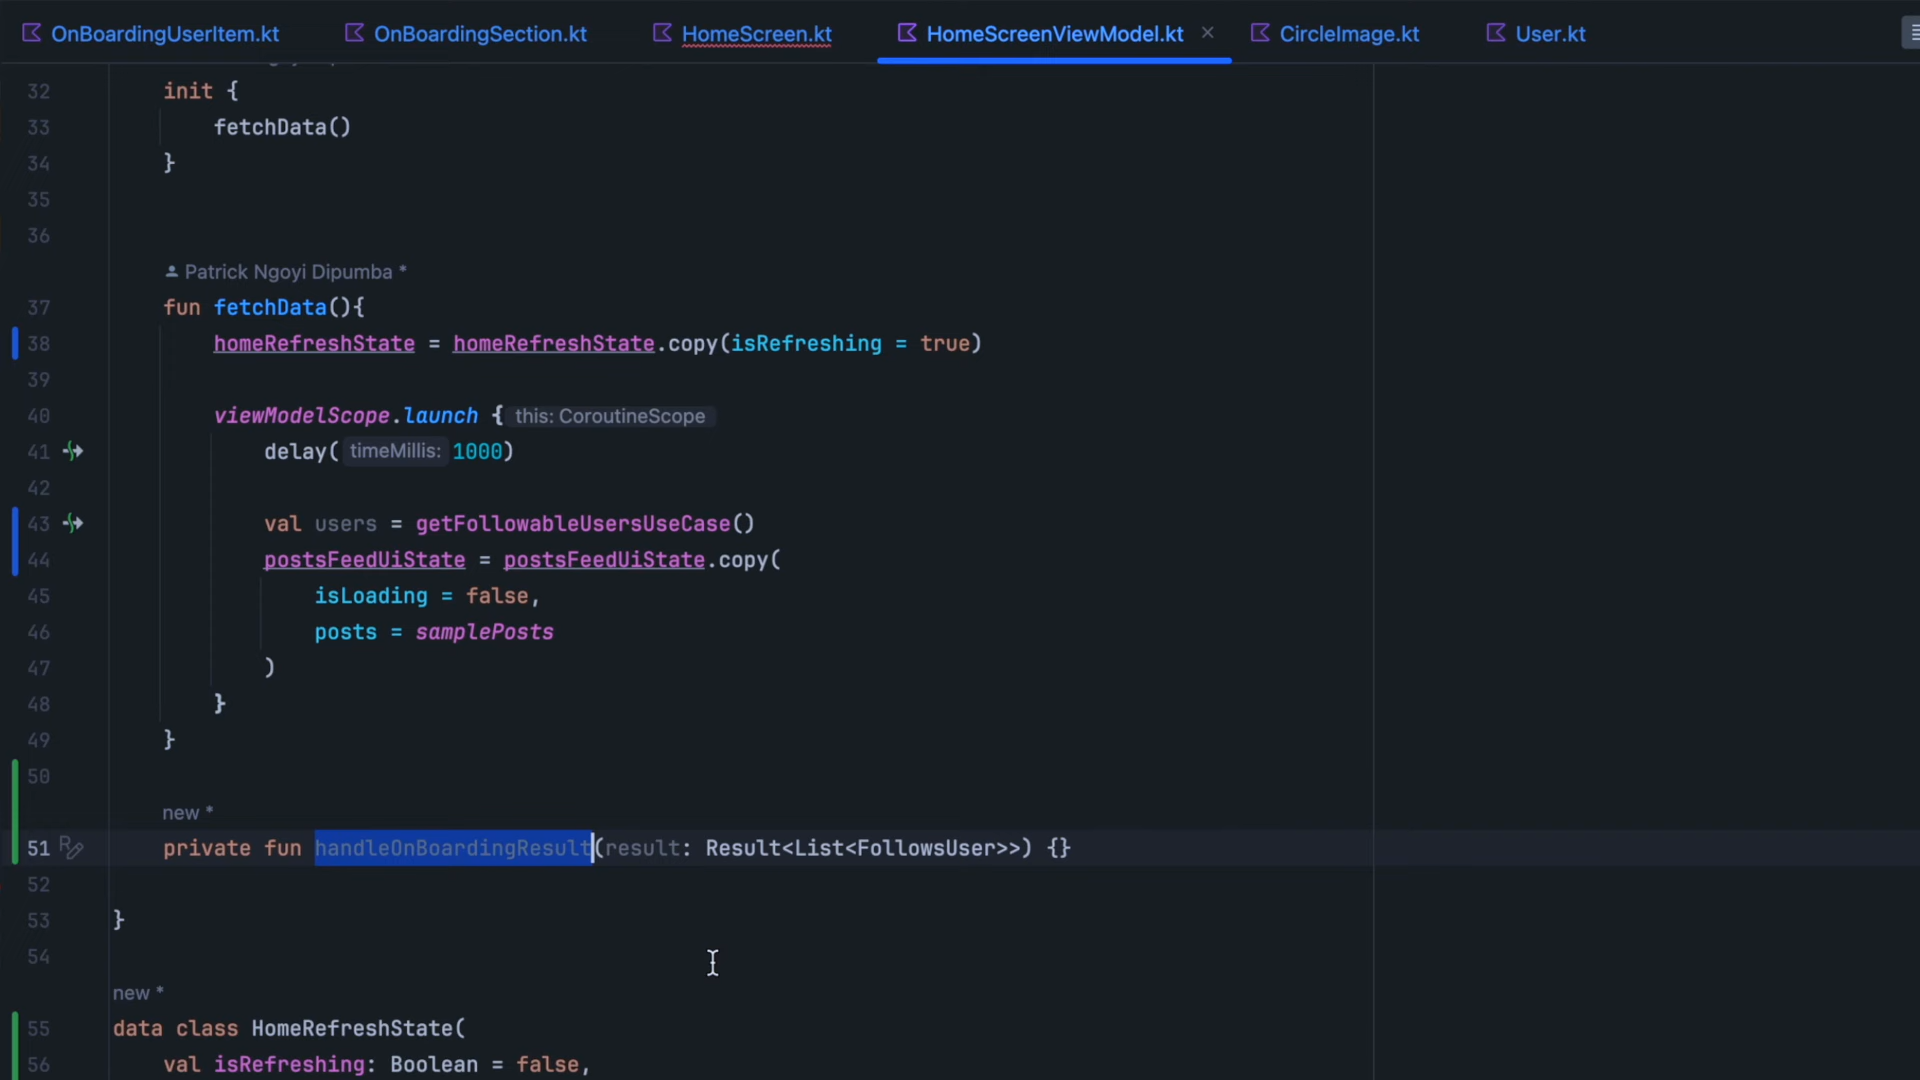 OnBoardingUserItem.kt OnBoardingSection.kt HomeScreen.kt HomeScreenViewModel.kt CircleImage.kt User.kt
32 init {
33 fetchData()
34 }
35
36
Patrick Ngoyi Dipumba *
37 fun fetchData(){
38 homeRefreshState = homeRefreshState.copy(isRefreshing = true)
39
40 viewModelScope.launch { this: CoroutineScope
41 delay( timeMillis: 1000)
42
43 val users = getFollowableUsersUseCase()
44 postsFeedUiState = postsFeedUiState.copy(
45 isLoading = false,
46 posts = samplePosts
47 )
48 }
49 }
50
new *
51 private fun handleOnBoardingResult(result: Result<List<FollowsUser>>) {}
52
53 }
54
new *
55 data class HomeRefreshState(
56 val isRefreshing: Boolean = false,